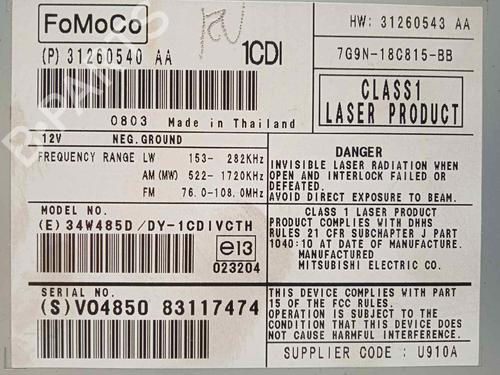 FoMoCo
(P) 31260540 AA
1CDI
HW: 31260543 AA
7G9N-18C815-BB
CLASS1
LASER PRODUCT
0803 Made in Thailand
12V NEG.GROUND
FREQUENCY RANGE LW 153- 282KHz
AM (MW) 522- 1720KHz
FM 76.0-108.0MHz
MODEL NO.
(E) 34W485D/DY-1CDIVCTH
e13
023204
SERIAL NO.
(S) V04850 83117474
DANGER
INVISIBLE LASER RADIATION WHEN
OPEN AND INTERLOCK FAILED OR
DEFEATED.
AVOID DIRECT EXPOSURE TO BEAM.
CLASS 1 LASER PRODUCT
PRODUCT COMPLIES WITH DHHS
RULES 21 CFR SUBCHAPTER J PART
1040:10 AT DATE OF MANUFACTURE.
MANUFACTURED
MITSUBISHI ELECTRIC CO.
THIS DEVICE COMPLIES WITH PART
15 OF THE FCC RULES.
OPERATION IS SUBJECT TO THE
CONDITION THAT THIS DEVICE DOES
NOT CAUSE HARMFUL INTERFERENCE.
SUPPLIER CODE : U910A